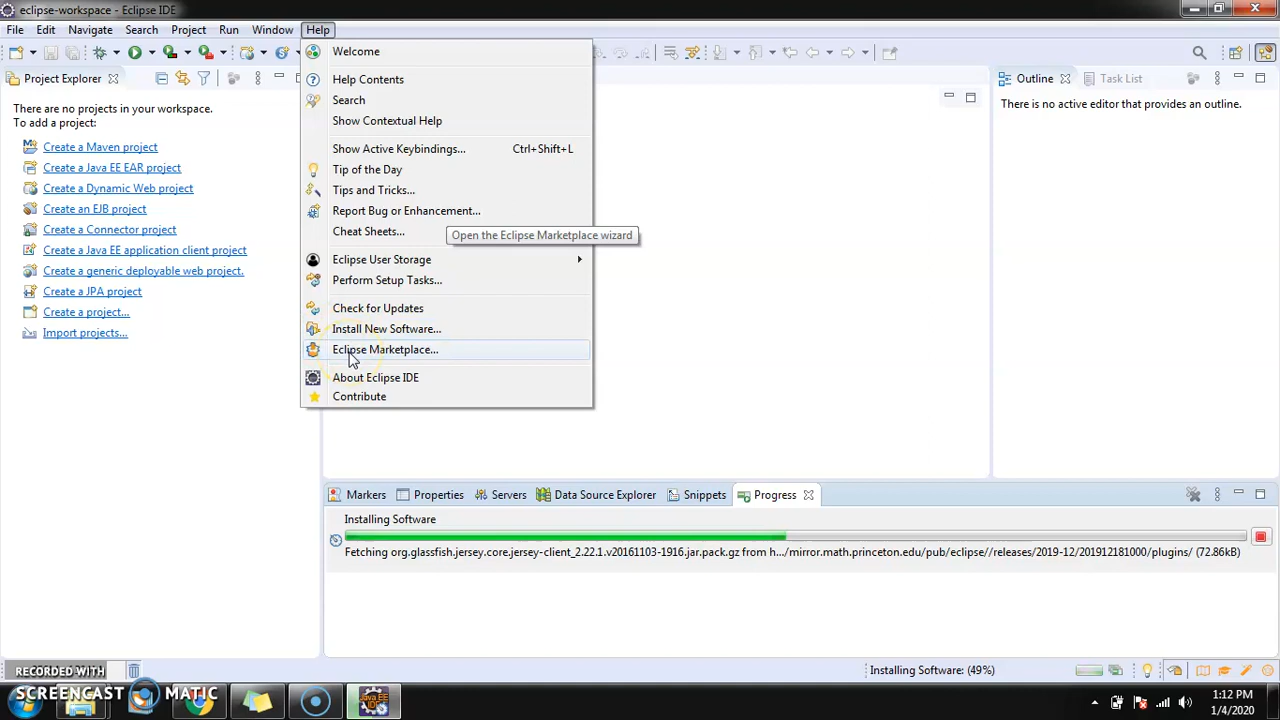 eclipse-workspace - Eclipse IDE
File Edit Navigate Search Project Run Window Help
Project Explorer
There are no projects in your workspace.
To add a project:
Create a Maven project
Create a Java EE EAR project
Create a Dynamic Web project
Create an EJB project
Create a Connector project
Create a Java EE application client project
Create a generic deployable web project.
Create a JPA project
Create a project...
Import projects...
Welcome
Help Contents
Search
Show Contextual Help
Show Active Keybindings... Ctrl+Shift+L
Tip of the Day
Tips and Tricks...
Report Bug or Enhancement...
Cheat Sheets...
Open the Eclipse Marketplace wizard
Eclipse User Storage
Perform Setup Tasks...
Check for Updates
Install New Software...
Eclipse Marketplace...
About Eclipse IDE
Contribute
Outline Task List
There is no active editor that provides an outline.
Markers Properties Servers Data Source Explorer Snippets Progress
Installing Software
Fetching org.glassfish.jersey.core.jersey-client_2.22.1.v20161103-1916.jar.pack.gz from h.../mirror.math.princeton.edu/pub/eclipse//releases/2019-12/201912181000/plugins/ (72.86kB)
Installing Software: (49%)
RECORDED WITH
SCREENCAST MATIC
Java EE
IDE
1:12 PM
1/4/2020